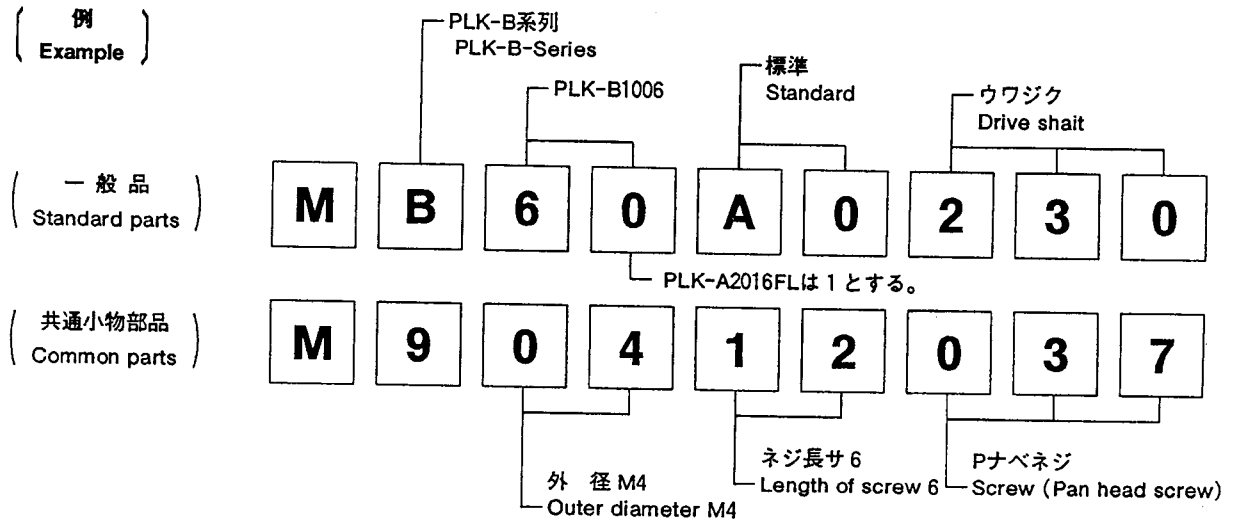 例
Example
PLK-B系列
PLK-B-Series
PLK-B1006
標準
Standard
ウワジク
Drive shait
一般品
Standard parts
M B 6 0 A 0 2 3 0
PLK-A2016FLは1とする。
共通小物部品
Common parts
M 9 0 4 1 2 0 3 7
外 径 M4
Outer diameter M4
ネジ長サ6
Length of screw 6
Pナベネジ
Screw (Pan head screw)